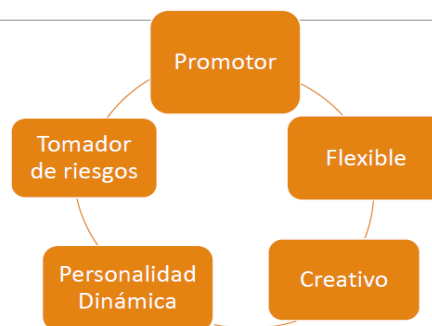 Promotor
Tomador
de riesgos
Flexible
Personalidad
Dinámica
Creativo